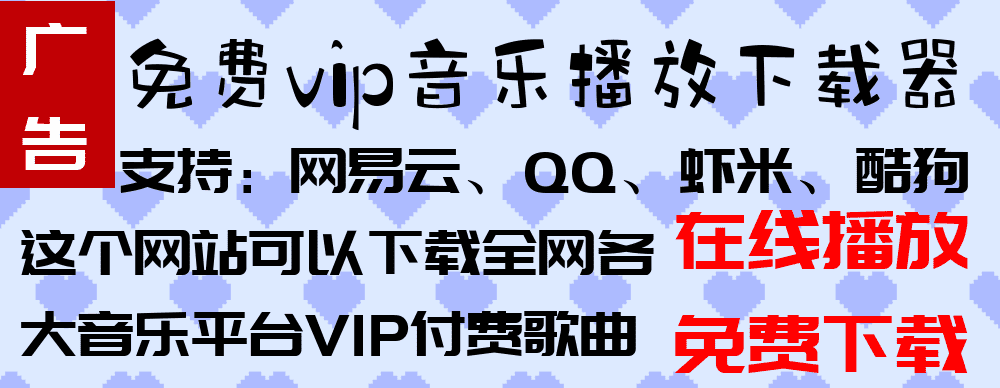 广告
免费vip音乐播放下载器
支持：网易云、QQ、虾米、酷狗
这个网站可以下载全网各
大音乐平台VIP付费歌曲
在线播放
免费下载